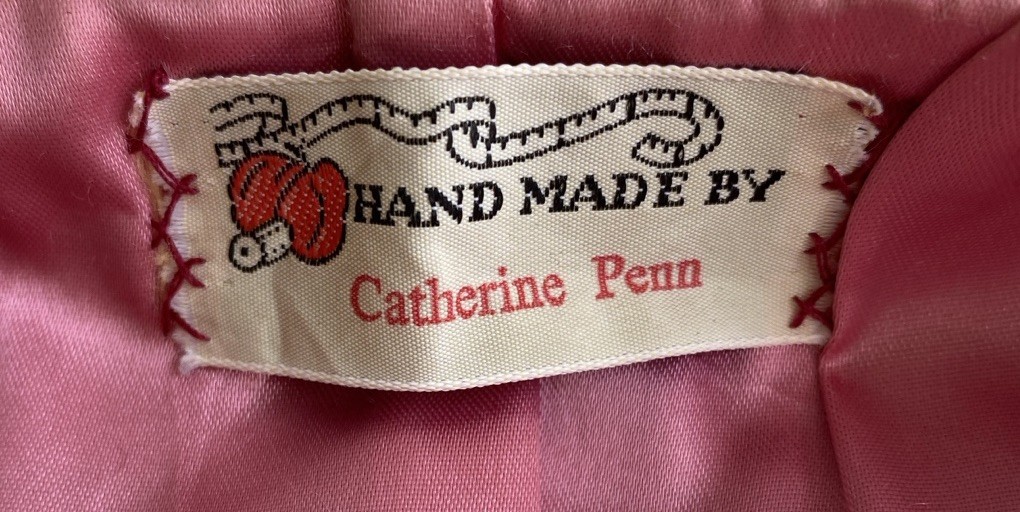 HAND MADE BY
Catherine Penn